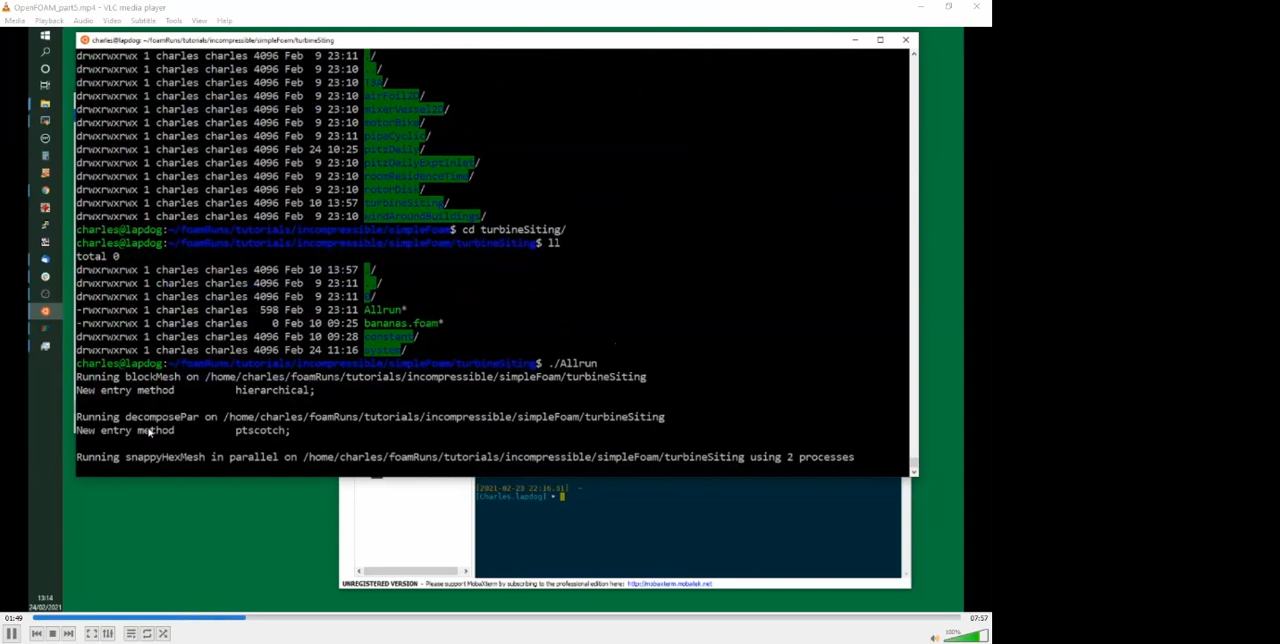 OpenFOAM_part5.mp4 - VLC media player
Media Playback Audio Video Subtitle Tools View Help
charles@lapdog: ~/foamRuns/tutorials/incompressible/simpleFoam/turbineSiting
drwxrwxrwx 1 charles charles 4096 Feb  9 23:11 ./
drwxrwxrwx 1 charles charles 4096 Feb  9 23:10 ../
drwxrwxrwx 1 charles charles 4096 Feb  9 23:10 T3A/
drwxrwxrwx 1 charles charles 4096 Feb  9 23:10 airFoil2D/
drwxrwxrwx 1 charles charles 4096 Feb  9 23:10 mixerVessel2D/
drwxrwxrwx 1 charles charles 4096 Feb  9 23:10 motorBike/
drwxrwxrwx 1 charles charles 4096 Feb  9 23:11 pipeCyclic/
drwxrwxrwx 1 charles charles 4096 Feb 24 10:25 pitzDaily/
drwxrwxrwx 1 charles charles 4096 Feb  9 23:10 pitzDailyExptInlet/
drwxrwxrwx 1 charles charles 4096 Feb  9 23:10 roomResidenceTime/
drwxrwxrwx 1 charles charles 4096 Feb  9 23:10 rotorDisk/
drwxrwxrwx 1 charles charles 4096 Feb 10 13:57 turbineSiting/
drwxrwxrwx 1 charles charles 4096 Feb  9 23:10 windAroundBuildings/
charles@lapdog:~/foamRuns/tutorials/incompressible/simpleFoam$ cd turbineSiting/
charles@lapdog:~/foamRuns/tutorials/incompressible/simpleFoam/turbineSiting$ ll
total 0
drwxrwxrwx 1 charles charles 4096 Feb 10 13:57 ./
drwxrwxrwx 1 charles charles 4096 Feb  9 23:11 ../
drwxrwxrwx 1 charles charles 4096 Feb  9 23:11
-rwxrwxrwx 1 charles charles  598 Feb  9 23:11 Allrun*
-rwxrwxrwx 1 charles charles    0 Feb 10 09:25 bananas.foam*
drwxrwxrwx 1 charles charles 4096 Feb 10 09:28 constant/
drwxrwxrwx 1 charles charles 4096 Feb 24 11:16 system/
charles@lapdog:~/foamRuns/tutorials/incompressible/simpleFoam/turbineSiting$ ./Allrun
Running blockMesh on /home/charles/foamRuns/tutorials/incompressible/simpleFoam/turbineSiting
New entry method hierarchical;
Running decomposePar on /home/charles/foamRuns/tutorials/incompressible/simpleFoam/turbineSiting
New entry method ptscotch;
Running snappyHexMesh in parallel on /home/charles/foamRuns/tutorials/incompressible/simpleFoam/turbineSiting using 2 processes
[2021-02-23 22:16.31] ~
[Charles.lapdog] ➤
UNREGISTERED VERSION - Please support MobaXterm by subscribing to the professional edition here: http://mobaxterm.mobatek.net
13:14
24/02/2021
01:49
07:57
100%